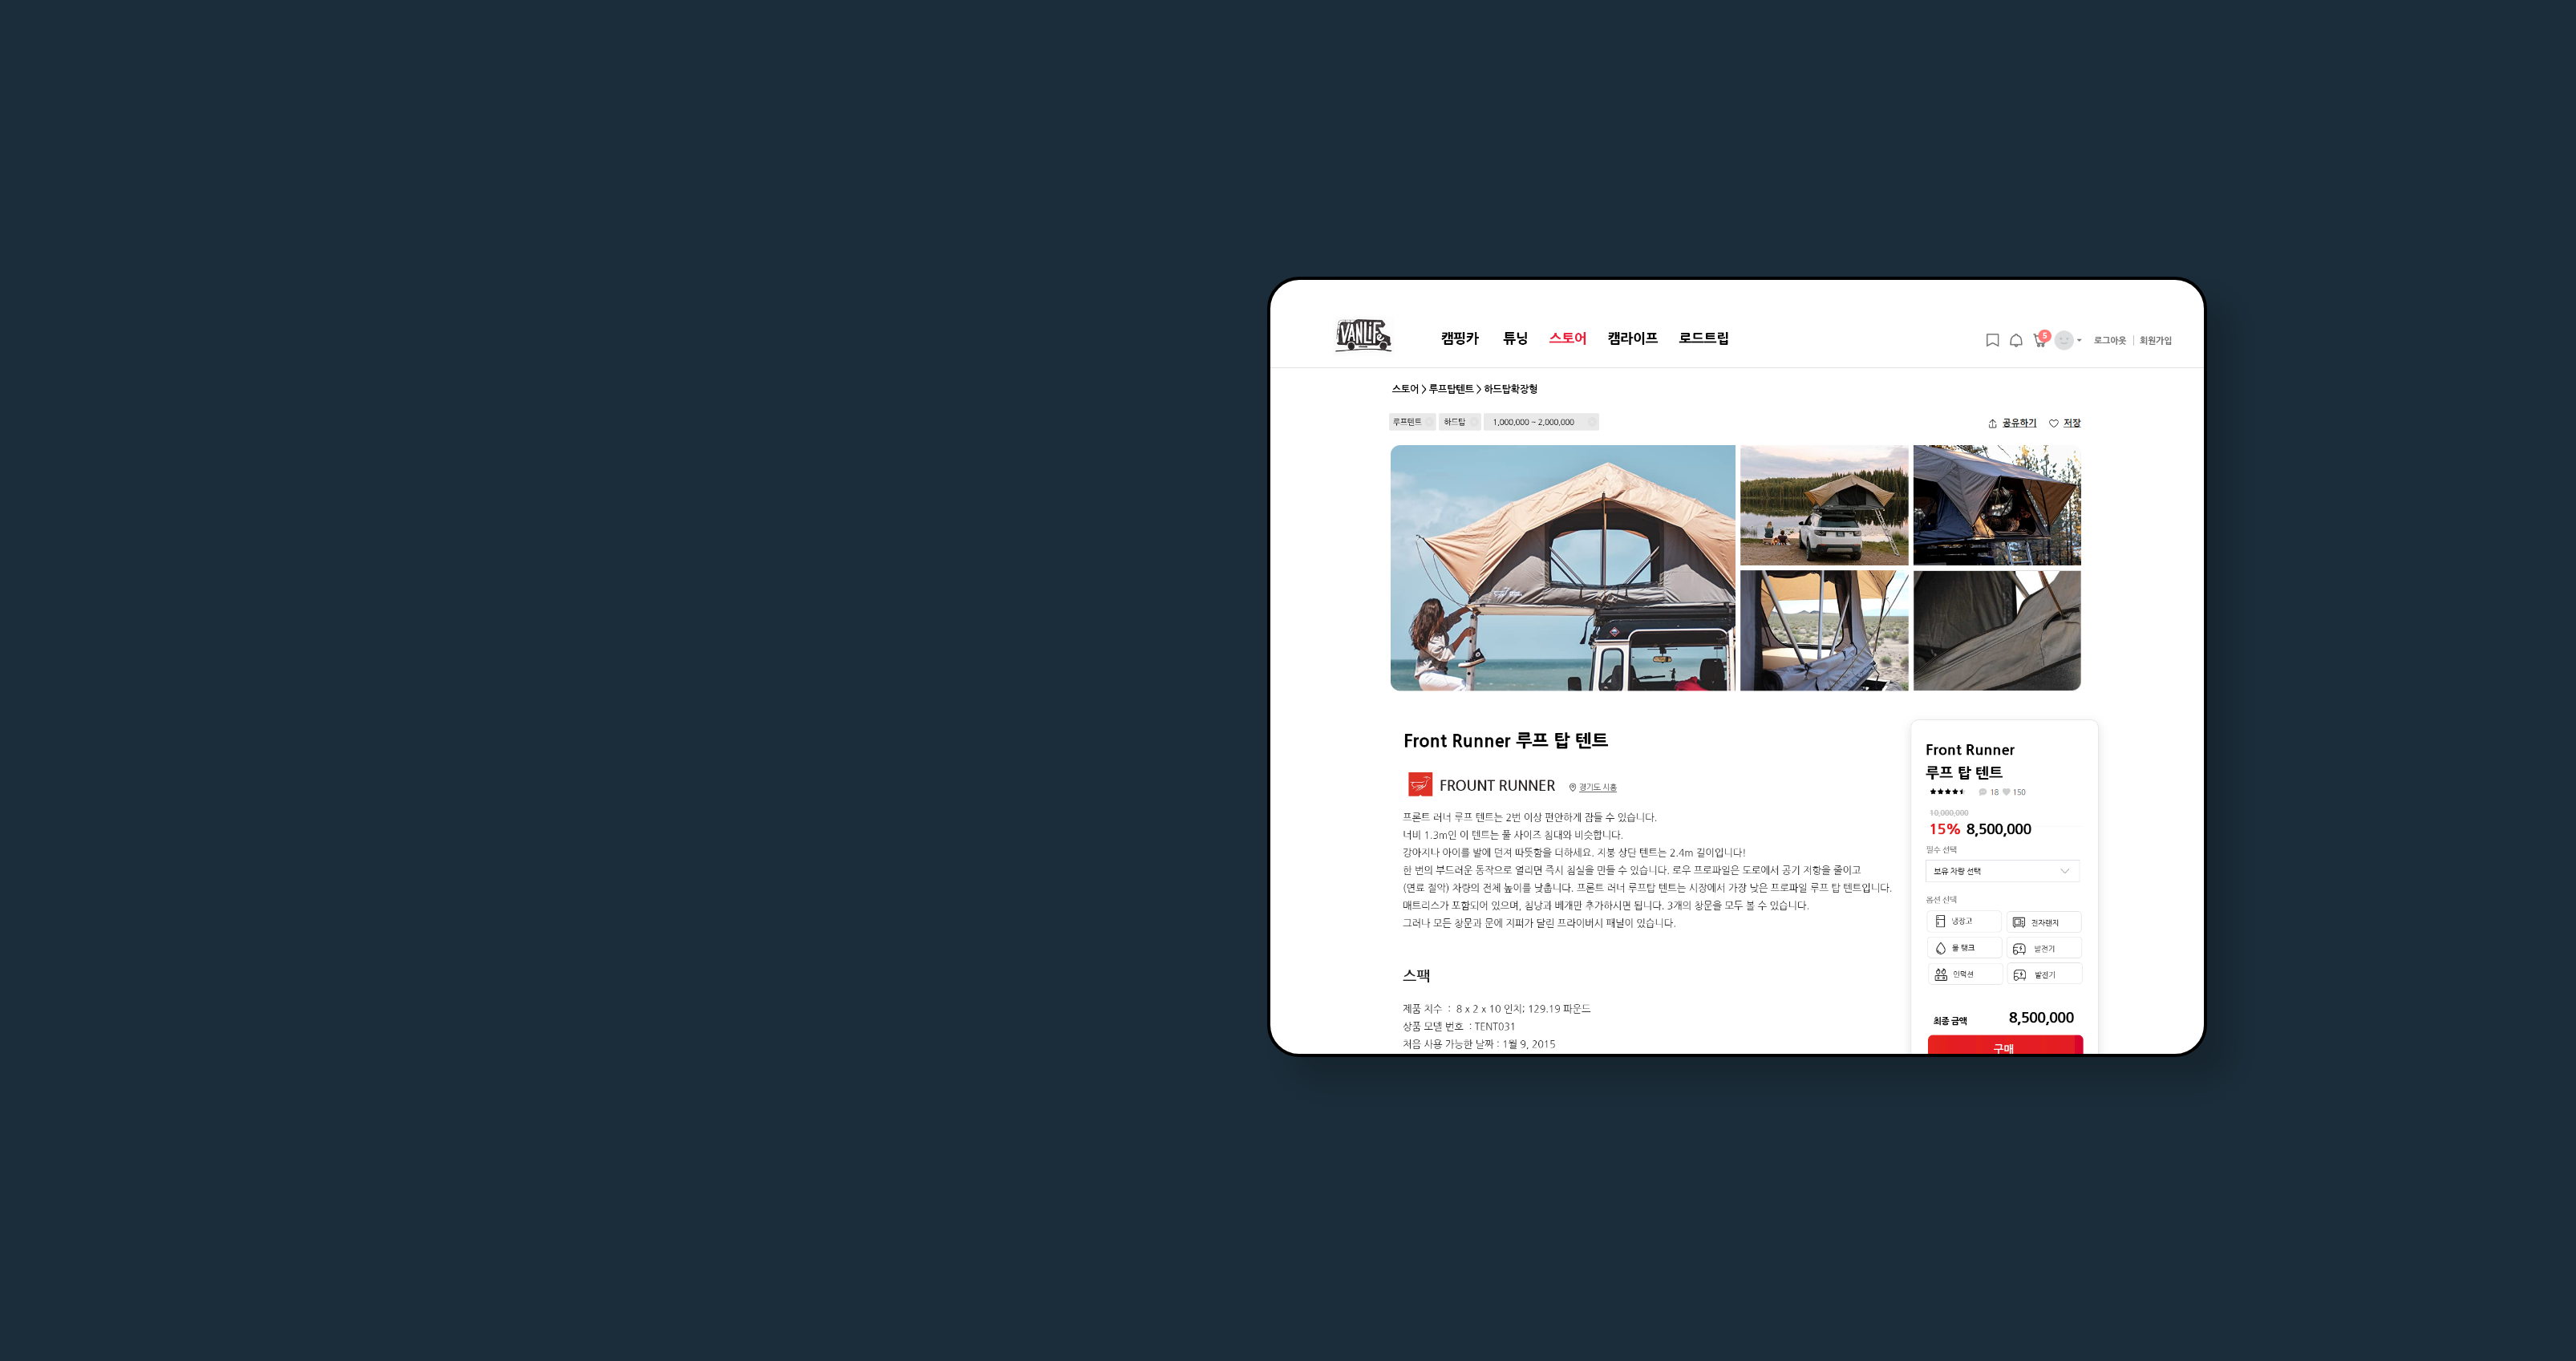 VANLIFE
캠핑카 튜닝 스토어 캠라이프 로드트립
5 로그아웃 | 회원가입
스토어 > 루프탑텐트 > 하드탑확장형
루프텐트 하드탑 1,000,000 ~ 2,000,000
공유하기 저장
Front Runner 루프 탑 텐트
FROUNT RUNNER 경기도 시흥
프론트 러너 루프 텐트는 2번 이상 편안하게 잠들 수 있습니다.
너비 1.3m인 이 텐트는 풀 사이즈 침대와 비슷합니다.
강아지나 아이를 발에 던져 따뜻함을 더하세요. 지붕 상단 텐트는 2.4m 길이입니다!
한 번의 부드러운 동작으로 열리면 즉시 침실을 만들 수 있습니다. 로우 프로파일은 도로에서 공기 저항을 줄이고
(연료 절약) 차량의 전체 높이를 낮춥니다. 프론트 러너 루프탑 텐트는 시장에서 가장 낮은 프로파일 루프 탑 텐트입니다.
매트리스가 포함되어 있으며, 침낭과 베개만 추가하시면 됩니다. 3개의 창문을 모두 볼 수 있습니다.
그러나 모든 창문과 문에 지퍼가 달린 프라이버시 패널이 있습니다.
스팩
제품 치수 : 8 x 2 x 10 인치; 129.19 파운드
상품 모델 번호 : TENT031
처음 사용 가능한 날짜 : 1월 9, 2015
Front Runner
루프 탑 텐트
18 150
10,000,000
15% 8,500,000
필수 선택
보유 차량 선택
옵션 선택
냉장고 전자랜지
물 탱크 발전기
인덕션 발전기
최종 금액 8,500,000
구매